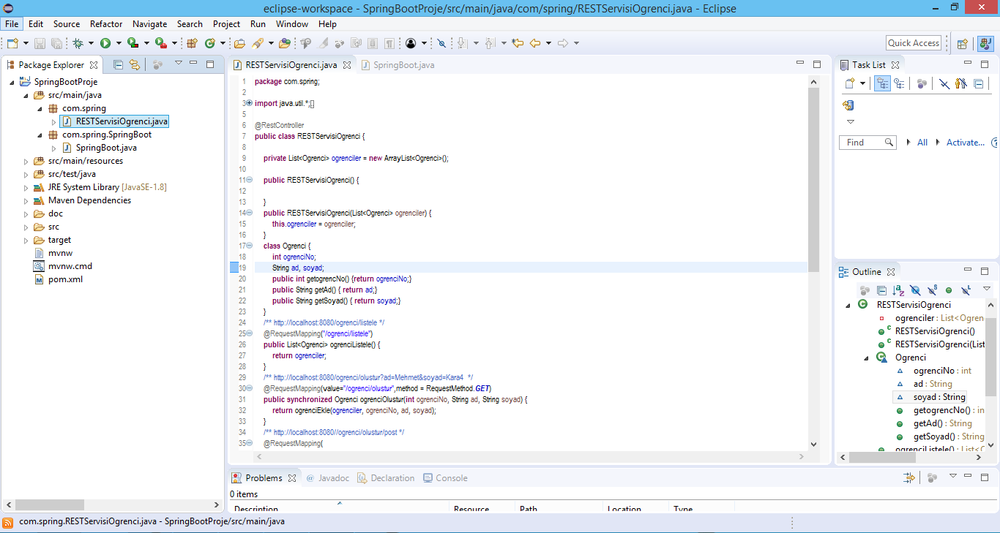 eclipse-workspace - SpringBootProje/src/main/java/com/spring/RESTServisiOgrenci.java - Eclipse
File Edit Source Refactor Navigate Search Project Run Window Help
Quick Access
Package Explorer
SpringBootProje
src/main/java
com.spring
RESTServisiOgrenci.java
com.spring.SpringBoot
SpringBoot.java
src/main/resources
src/test/java
JRE System Library [JavaSE-1.8]
Maven Dependencies
doc
src
target
mvnw
mvnw.cmd
pom.xml
RESTServisiOgrenci.java SpringBoot.java
1 package com.spring;
2
3 import java.util.*;
5
6 @RestController
7 public class RESTServisiOgrenci {
8
9 private List<Ogrenci> ogrenciler = new ArrayList<Ogrenci>();
10
11 public RESTServisiOgrenci() {
12
13 }
14 public RESTServisiOgrenci(List<Ogrenci> ogrenciler) {
15 this.ogrenciler = ogrenciler;
16 }
17 class Ogrenci {
18 int ogrenciNo;
19 String ad, soyad;
20 public int getogrencNo() {return ogrenciNo;}
21 public String getAd() { return ad;}
22 public String getSoyad() { return soyad;}
23 }
24 /** http://localhost:8080/ogrenci/listele */
25 @RequestMapping("/ogrenci/listele")
26 public List<Ogrenci> ogrenciListele() {
27 return ogrenciler;
28 }
29 /** http://localhost:8080/ogrenci/olustur?ad=Mehmet&soyad=Kara4 */
30 @RequestMapping(value="/ogrenci/olustur",method = RequestMethod.GET)
31 public synchronized Ogrenci ogrenciOlustur(int ogrenciNo, String ad, String soyad) {
32 return ogrenciEkle(ogrenciler, ogrenciNo, ad, soyad);
33 }
34 /** http://localhost:8080//ogrenci/olustur/post */
35 @RequestMapping(
Task List
Find All Activate...
Outline
RESTServisiOgrenci
ogrenciler : List<Ogren
RESTServisiOgrenci()
RESTServisiOgrenci(List
Ogrenci
ogrenciNo : int
ad : String
soyad : String
getogrencNo() : in
getAd() : String
getSoyad() : String
ogrenciListele() : List<O
Problems @ Javadoc Declaration Console
0 items
Description Resource Path Location Type
com.spring.RESTServisiOgrenci.java - SpringBootProje/src/main/java